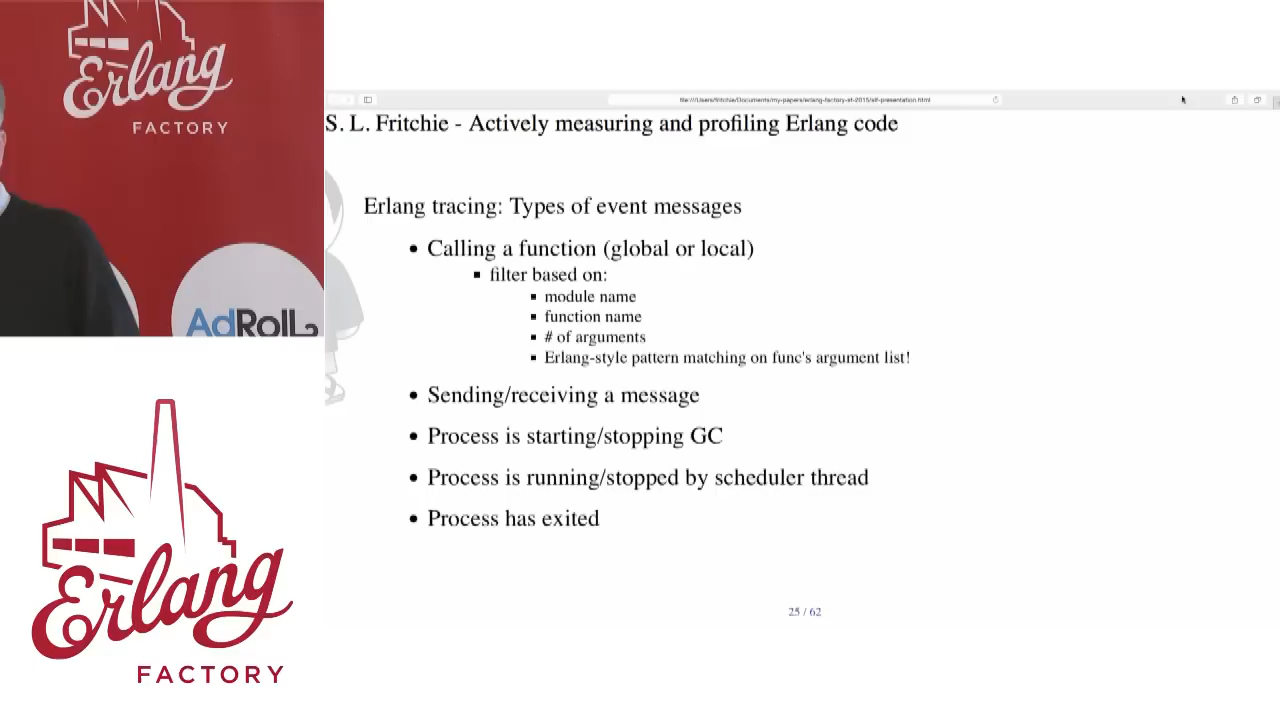 Erlang
FACTORY
AdRoll
file:///Users/fritchie/Documents/my-papers/erlang-factory-sf-2015/slf-presentation.html
S. L. Fritchie - Actively measuring and profiling Erlang code
Erlang tracing: Types of event messages
• Calling a function (global or local)
▪ filter based on:
▪ module name
▪ function name
▪ # of arguments
▪ Erlang-style pattern matching on func's argument list!
• Sending/receiving a message
• Process is starting/stopping GC
• Process is running/stopped by scheduler thread
• Process has exited
25 / 62
Erlang
FACTORY